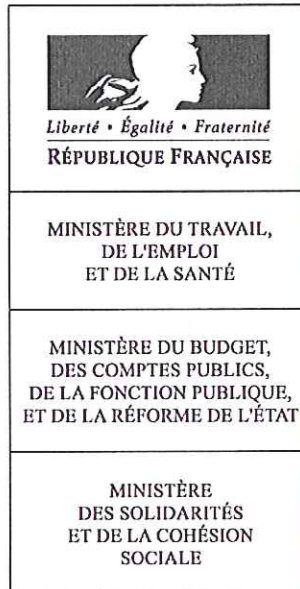 Liberté • Égalité • Fraternité
RÉPUBLIQUE FRANÇAISE
MINISTÈRE DU TRAVAIL,
DE L'EMPLOI
ET DE LA SANTÉ
MINISTÈRE DU BUDGET,
DES COMPTES PUBLICS,
DE LA FONCTION PUBLIQUE,
ET DE LA RÉFORME DE L'ÉTAT
MINISTÈRE
DES SOLIDARITÉS
ET DE LA COHÉSION
SOCIALE